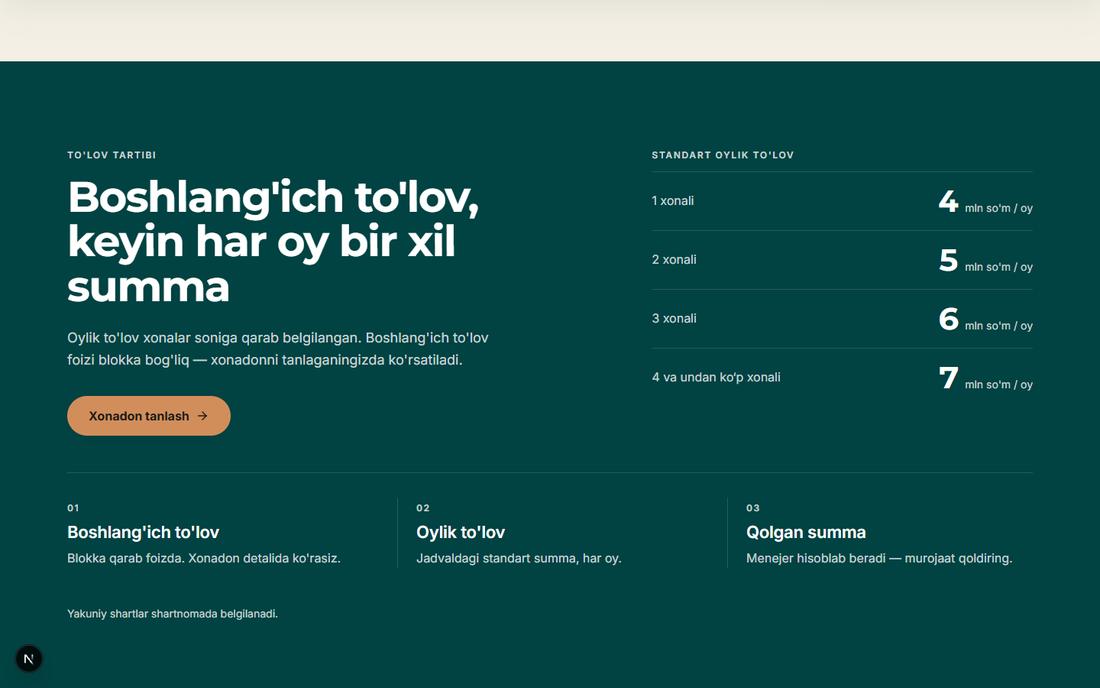 TO'LOV TARTIBI
Boshlang'ich to'lov,
keyin har oy bir xil
summa
Oylik to'lov xonalar soniga qarab belgilangan. Boshlang'ich to'lov
foizi blokka bog'liq — xonadonni tanlaganingizda ko'rsatiladi.
Xonadon tanlash →
STANDART OYLIK TO'LOV
1 xonali 4 mln so'm / oy
2 xonali 5 mln so'm / oy
3 xonali 6 mln so'm / oy
4 va undan ko‘p xonali 7 mln so'm / oy
01
Boshlang'ich to'lov
Blokka qarab foizda. Xonadon detalida ko'rasiz.
02
Oylik to'lov
Jadvaldagi standart summa, har oy.
03
Qolgan summa
Menejer hisoblab beradi — murojaat qoldiring.
Yakuniy shartlar shartnomada belgilanadi.
N